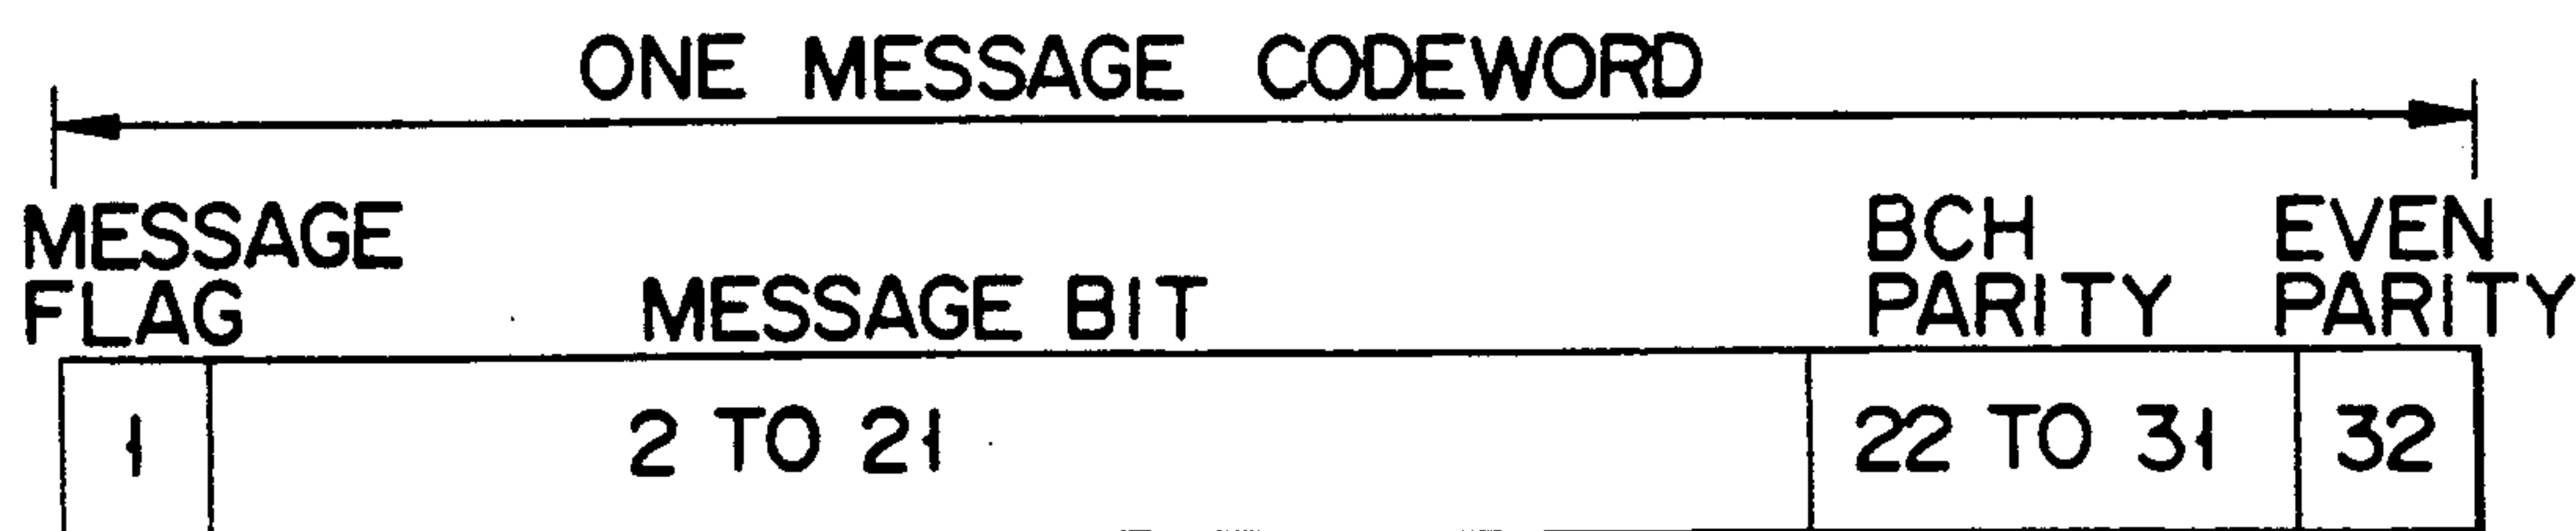 ONE MESSAGE CODEWORD
MESSAGE FLAG
MESSAGE BIT
BCH PARITY
EVEN PARITY
1
2 TO 21
22 TO 31
32